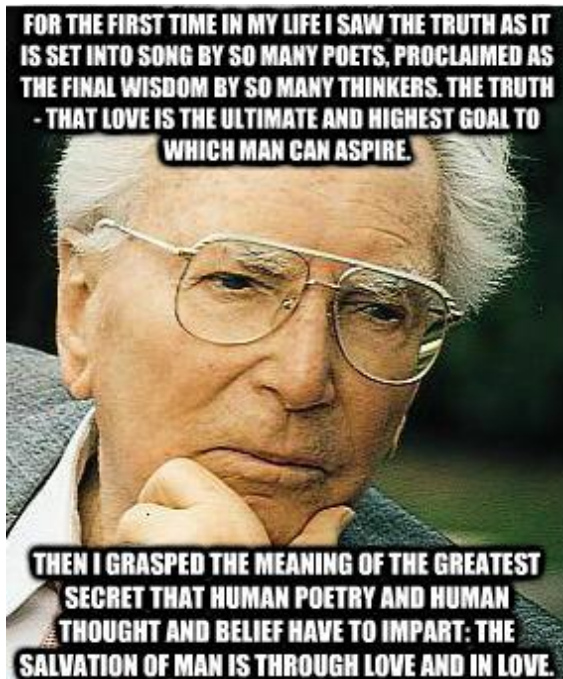 FOR THE FIRST TIME IN MY LIFE I SAW THE TRUTH AS IT
IS SET INTO SONG BY SO MANY POETS, PROCLAIMED AS
THE FINAL WISDOM BY SO MANY THINKERS. THE TRUTH
- THAT LOVE IS THE ULTIMATE AND HIGHEST GOAL TO
WHICH MAN CAN ASPIRE.
THEN I GRASPED THE MEANING OF THE GREATEST
SECRET THAT HUMAN POETRY AND HUMAN
THOUGHT AND BELIEF HAVE TO IMPART: THE
SALVATION OF MAN IS THROUGH LOVE AND IN LOVE.